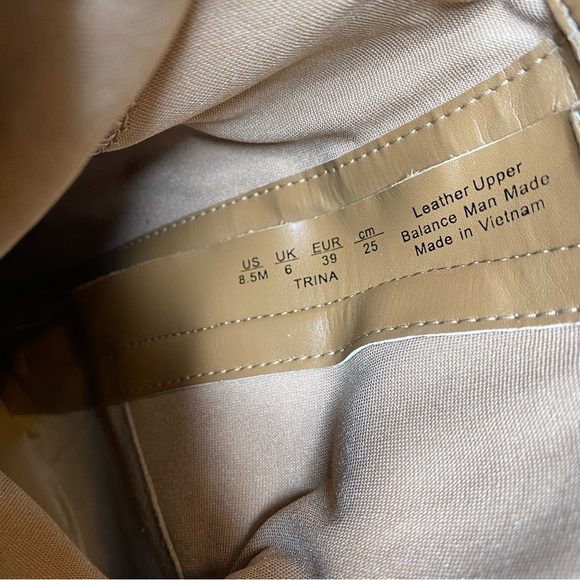 US UK EUR cm
8.5M 6 39 25
TRINA
Leather Upper
Balance Man Made
Made in Vietnam